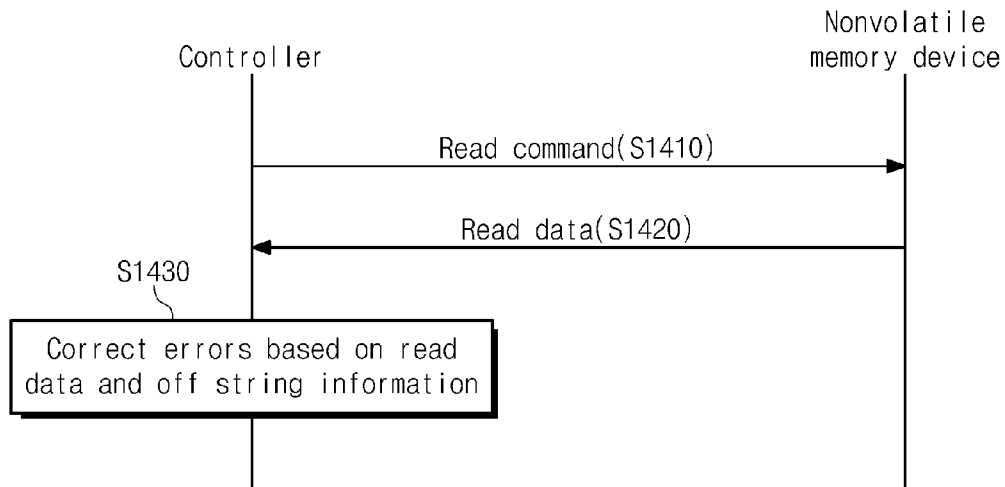 Nonvolatile
memory device
Controller
Read command(S1410)
Read data(S1420)
S1430
Correct errors based on read
data and off string information